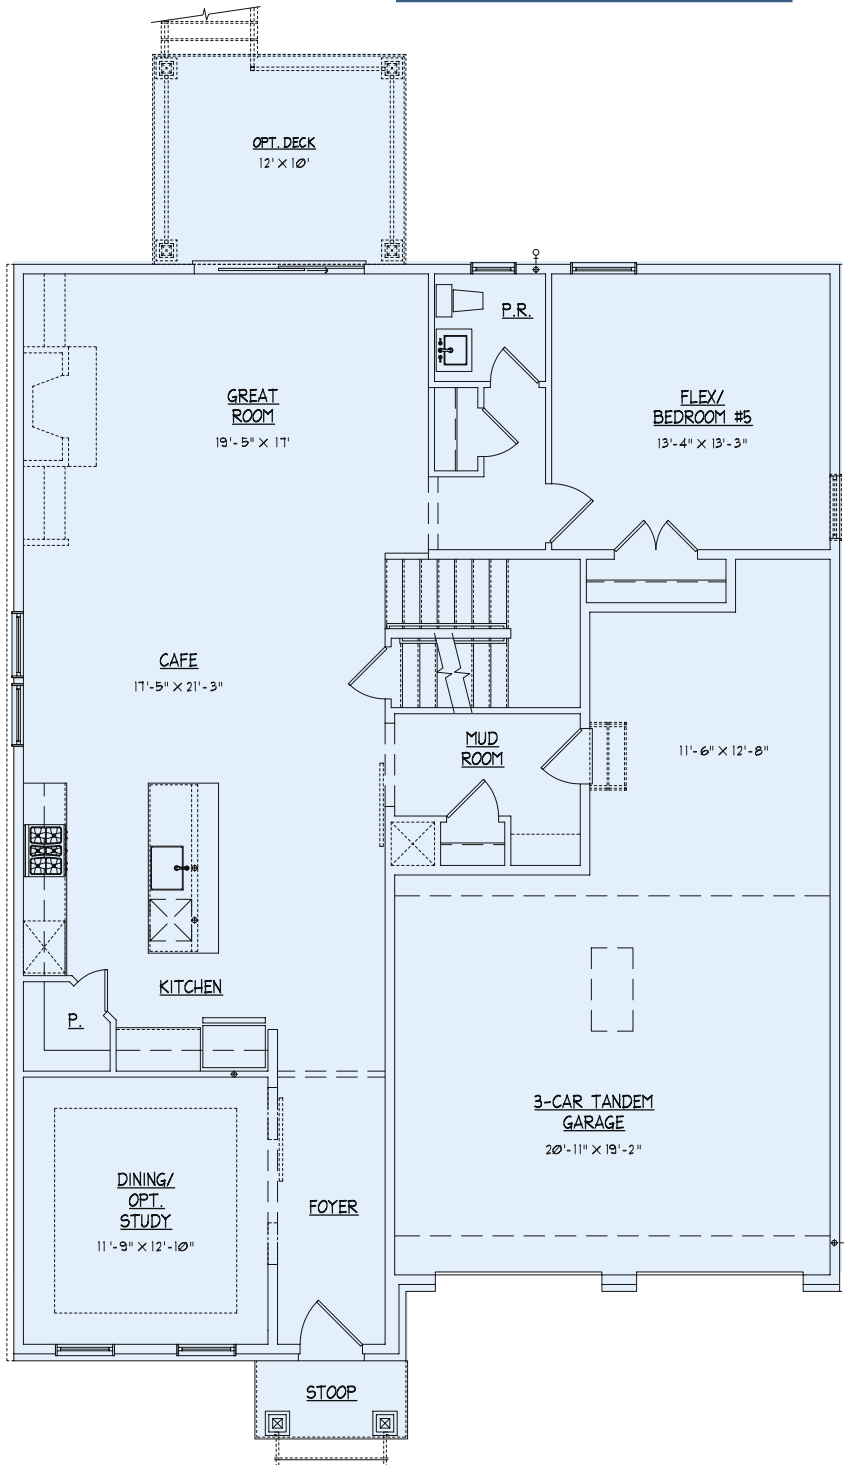 OPT. DECK
12' X 10'
P.R.
GREAT
ROOM
19'-5" X 17'
FLEX/
BEDROOM #5
13'-4" X 13'-3"
CAFE
17'-5" X 21'-3"
MUD
ROOM
11'-6" X 12'-8"
KITCHEN
P.
3-CAR TANDEM
GARAGE
20'-11" X 19'-2"
DINING/
OPT.
STUDY
11'-9" X 12'-10"
FOYER
STOOP